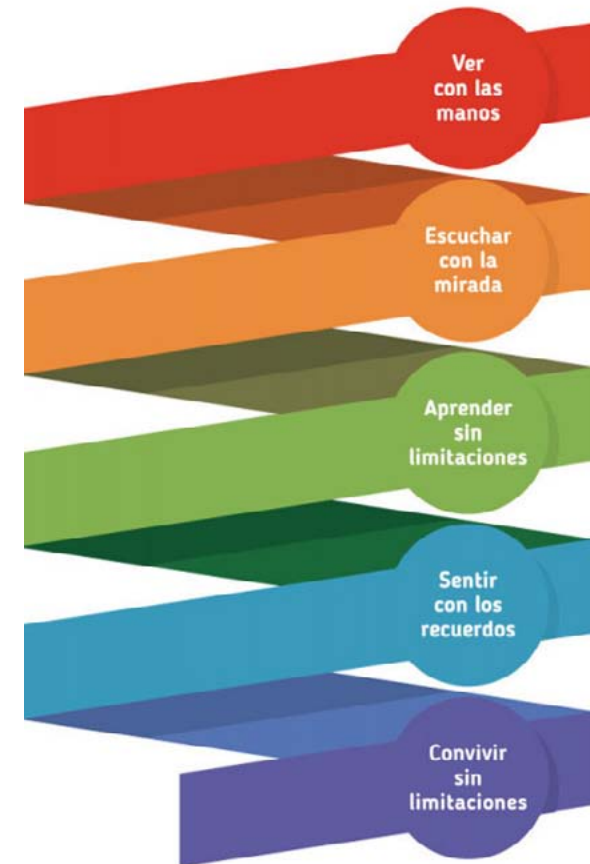 Ver
con las
manos
Escuchar
con la
mirada
Aprender
sin
limitaciones
Sentir
con los
recuerdos
Convivir
sin
limitaciones